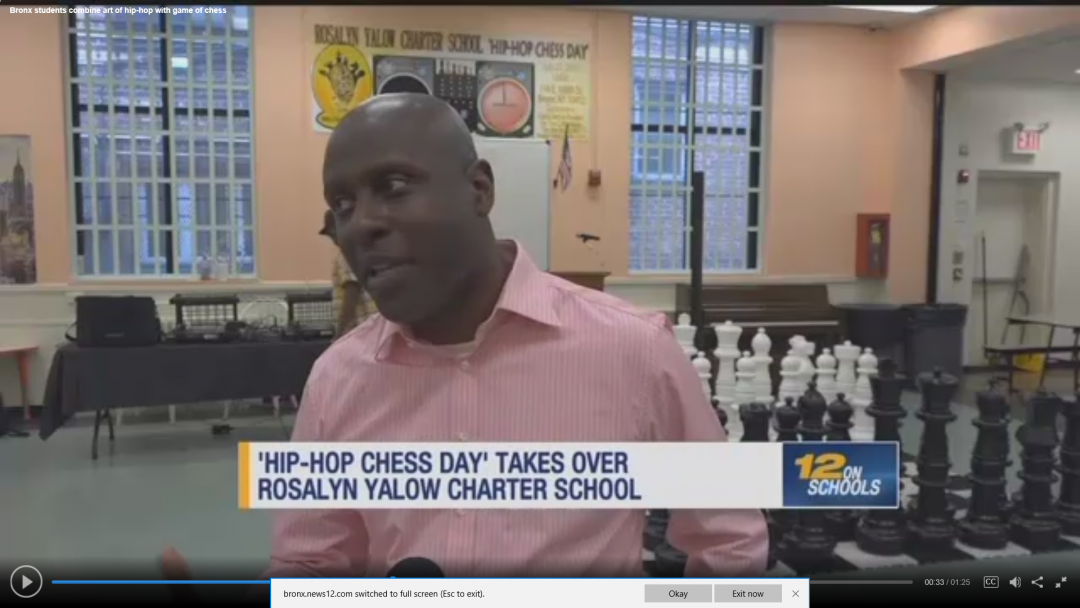 Bronx students combine art of hip-hop with game of chess
ROSALYN YALOW CHARTER SCHOOL 'HIP-HOP CHESS DAY'
EXIT
'HIP-HOP CHESS DAY' TAKES OVER
ROSALYN YALOW CHARTER SCHOOL
12 ON
SCHOOLS
00:33 / 01:25
CC
bronx.news12.com switched to full screen (Esc to exit).
Okay
Exit now